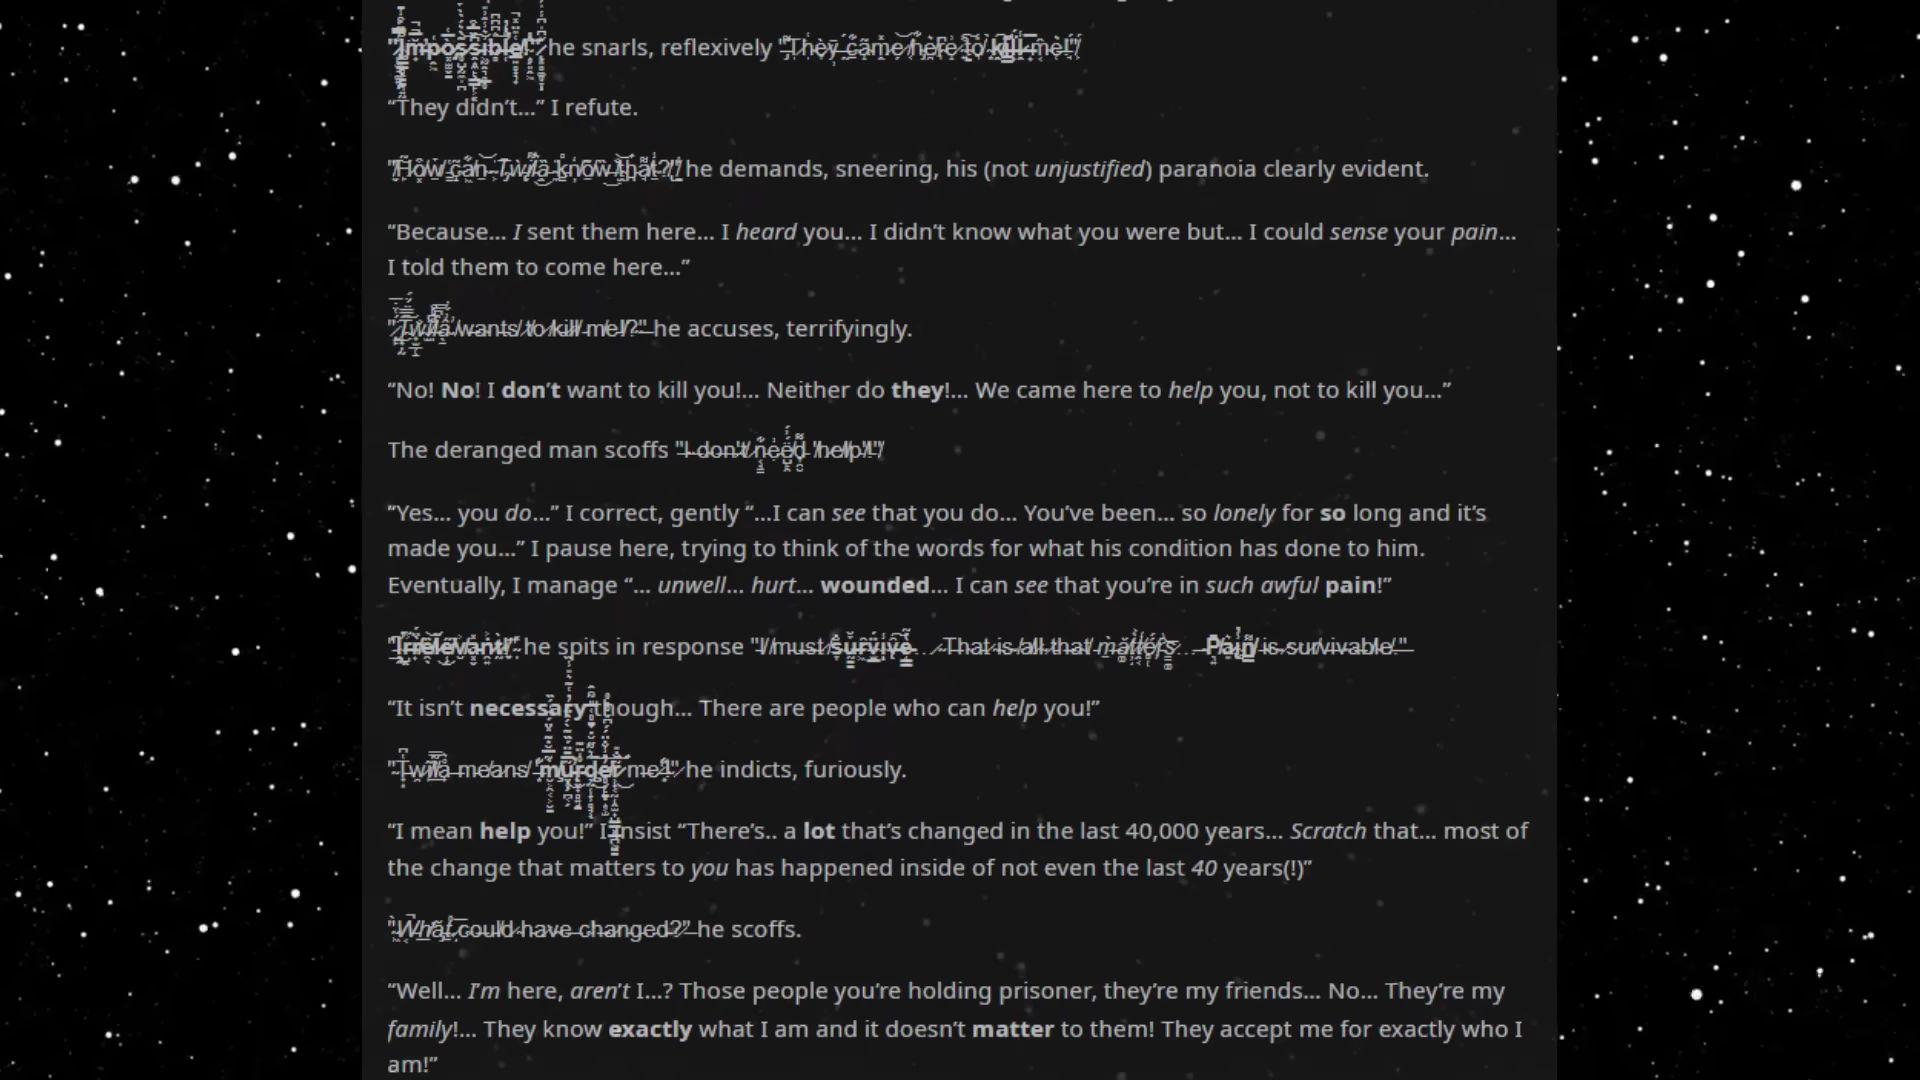 "Impossible!" he snarls, reflexively "They came here to kill me!"
“They didn’t…” I refute.
"How can Twila know that?!" he demands, sneering, his (not unjustified) paranoia clearly evident.
“Because… I sent them here… I heard you… I didn’t know what you were but… I could sense your pain…
I told them to come here…”
"Twila wants to kill me!?" he accuses, terrifyingly.
“No! No! I don’t want to kill you!… Neither do they!… We came here to help you, not to kill you…”
The deranged man scoffs "I don't need 'help'!"
“Yes… you do…” I correct, gently “…I can see that you do… You’ve been… so lonely for so long and it’s
made you…” I pause here, trying to think of the words for what his condition has done to him.
Eventually, I manage “… unwell… hurt… wounded… I can see that you’re in such awful pain!”
"Irrelevant!" he spits in response "I must survive... That is all that matters... Pain is survivable."
“It isn’t necessary though… There are people who can help you!”
"Twila means 'murder' me!" he indicts, furiously.
“I mean help you!” I insist “There’s.. a lot that’s changed in the last 40,000 years… Scratch that… most of
the change that matters to you has happened inside of not even the last 40 years(!)”
"What could have changed?" he scoffs.
“Well… I’m here, aren’t I…? Those people you’re holding prisoner, they’re my friends… No… They’re my
family!… They know exactly what I am and it doesn’t matter to them! They accept me for exactly who I
am!”